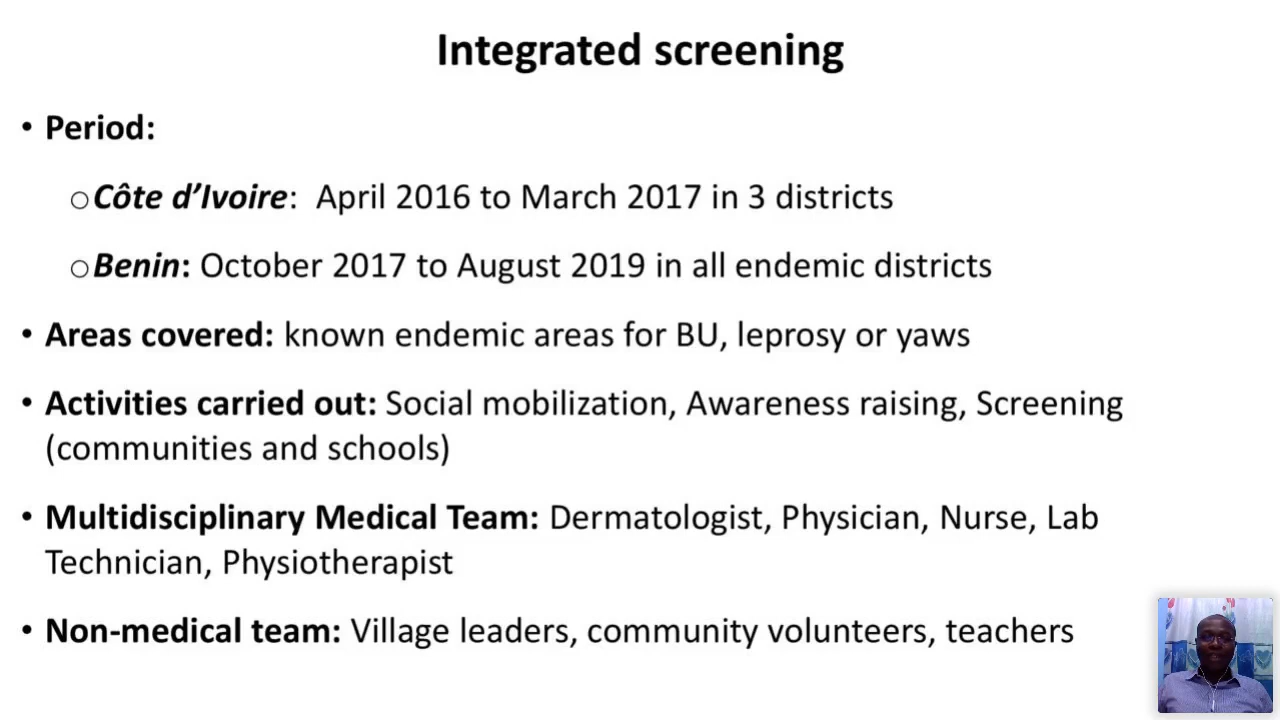 Integrated screening
• Period:
o Côte d’Ivoire: April 2016 to March 2017 in 3 districts
o Benin: October 2017 to August 2019 in all endemic districts
• Areas covered: known endemic areas for BU, leprosy or yaws
• Activities carried out: Social mobilization, Awareness raising, Screening
(communities and schools)
• Multidisciplinary Medical Team: Dermatologist, Physician, Nurse, Lab
Technician, Physiotherapist
• Non-medical team: Village leaders, community volunteers, teachers